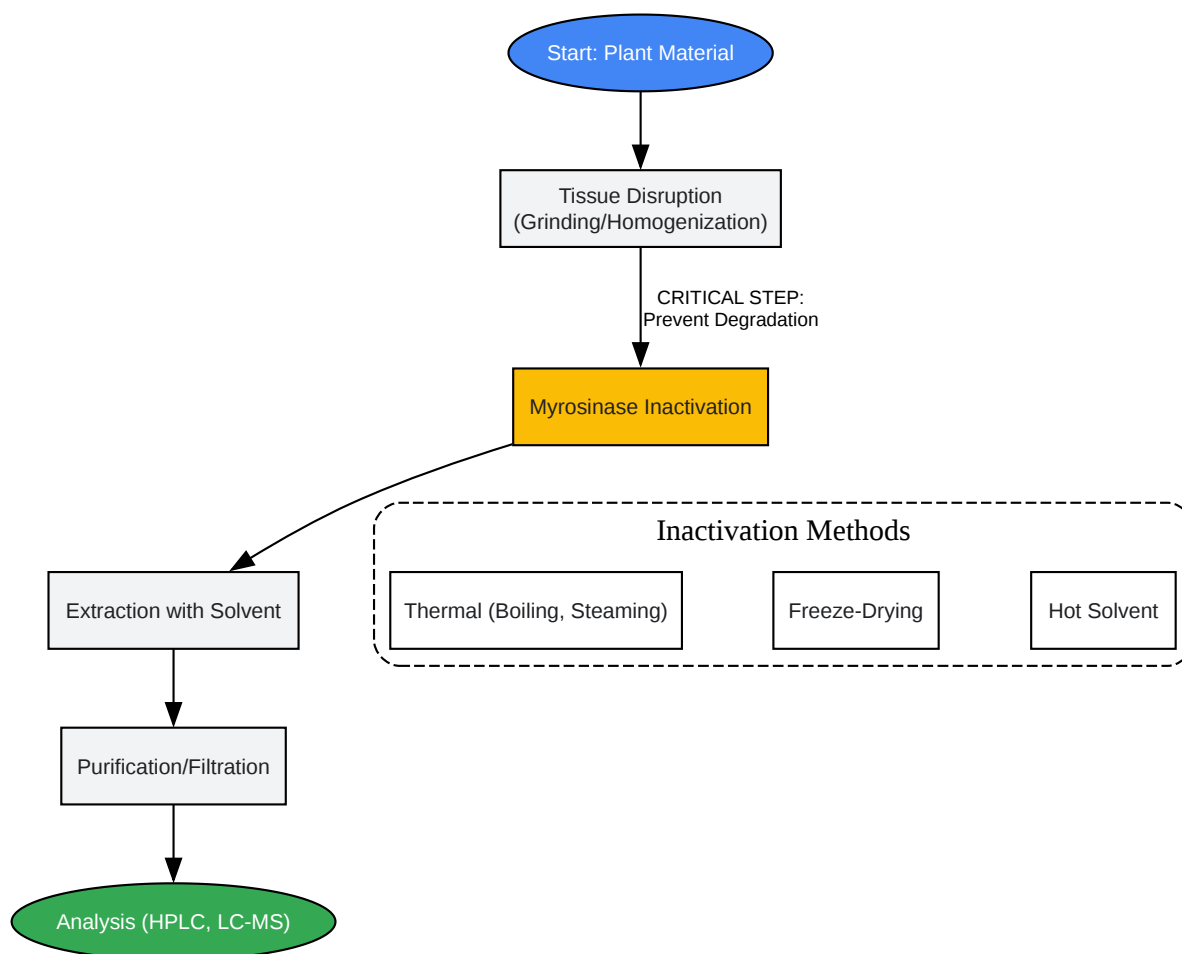 Start: Plant Material
Tissue Disruption
(Grinding/Homogenization)
CRITICAL STEP:
Prevent Degradation
Myrosinase Inactivation
Inactivation Methods
Extraction with Solvent
Thermal (Boiling, Steaming)
Freeze-Drying
Hot Solvent
Purification/Filtration
Analysis (HPLC, LC-MS)